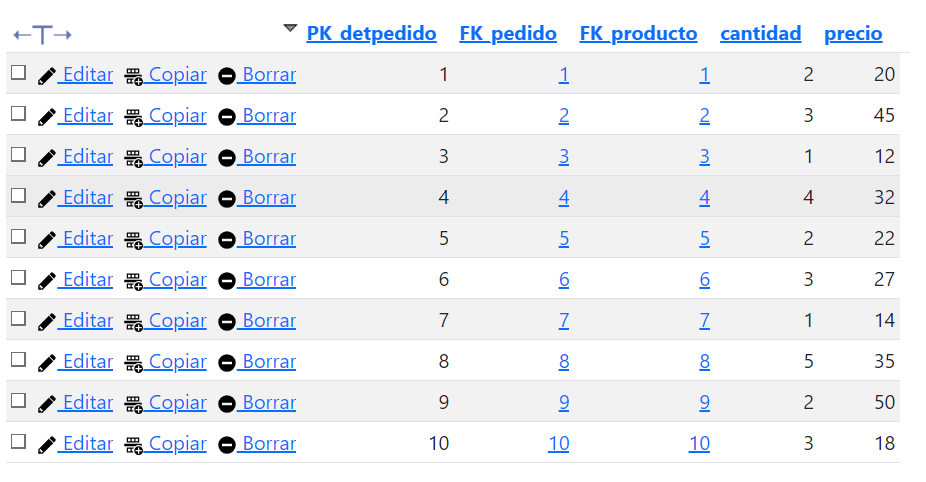 ←T→ PK_detpedido FK_pedido FK_producto cantidad precio
Editar Copiar Borrar 1 1 1 2 20
Editar Copiar Borrar 2 2 2 3 45
Editar Copiar Borrar 3 3 3 1 12
Editar Copiar Borrar 4 4 4 4 32
Editar Copiar Borrar 5 5 5 2 22
Editar Copiar Borrar 6 6 6 3 27
Editar Copiar Borrar 7 7 7 1 14
Editar Copiar Borrar 8 8 8 5 35
Editar Copiar Borrar 9 9 9 2 50
Editar Copiar Borrar 10 10 10 3 18